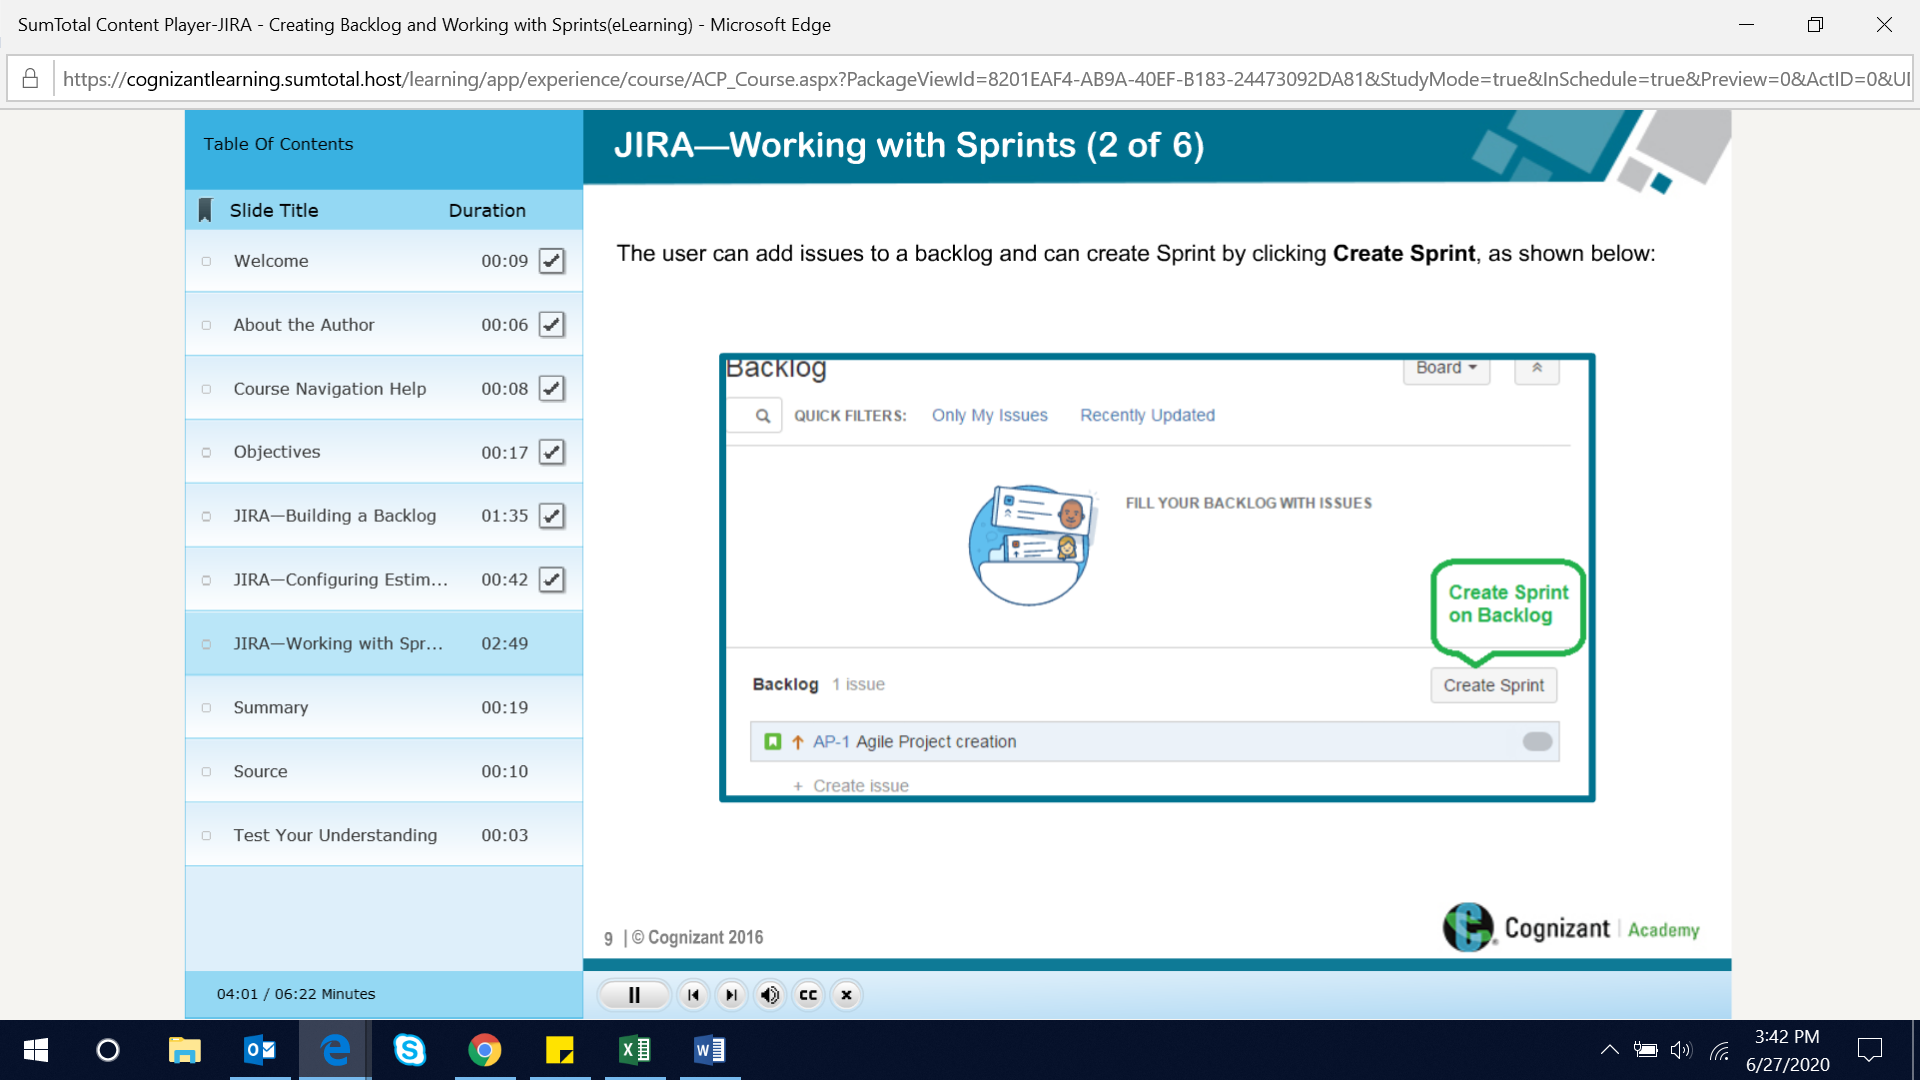 SumTotal Content Player-JIRA - Creating Backlog and Working with Sprints(eLearning) - Microsoft Edge
https://cognizantlearning.sumtotal.host/learning/app/experience/course/ACP_Course.aspx?PackageViewId=8201EAF4-AB9A-40EF-B183-24473092DA81&StudyMode=true&InSchedule=true&Preview=0&ActID=0&UI
Table Of Contents
Slide Title Duration
Welcome 00:09
About the Author 00:06
Course Navigation Help 00:08
Objectives 00:17
JIRA—Building a Backlog 01:35
JIRA—Configuring Estim... 00:42
JIRA—Working with Spr... 02:49
Summary 00:19
Source 00:10
Test Your Understanding 00:03
04:01 / 06:22 Minutes
JIRA—Working with Sprints (2 of 6)
The user can add issues to a backlog and can create Sprint by clicking Create Sprint, as shown below:
Backlog Board
QUICK FILTERS: Only My Issues Recently Updated
FILL YOUR BACKLOG WITH ISSUES
Create Sprint
on Backlog
Backlog 1 issue Create Sprint
AP-1 Agile Project creation
+ Create issue
9 | © Cognizant 2016
Cognizant | Academy
CC
3:42 PM
6/27/2020